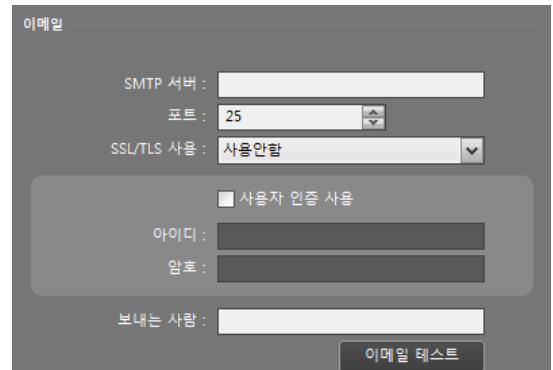 이메일
SMTP 서버 :
포트 : 25
SSL/TLS 사용 : 사용안함
사용자 인증 사용
아이디 :
암호 :
보내는 사람 :
이메일 테스트